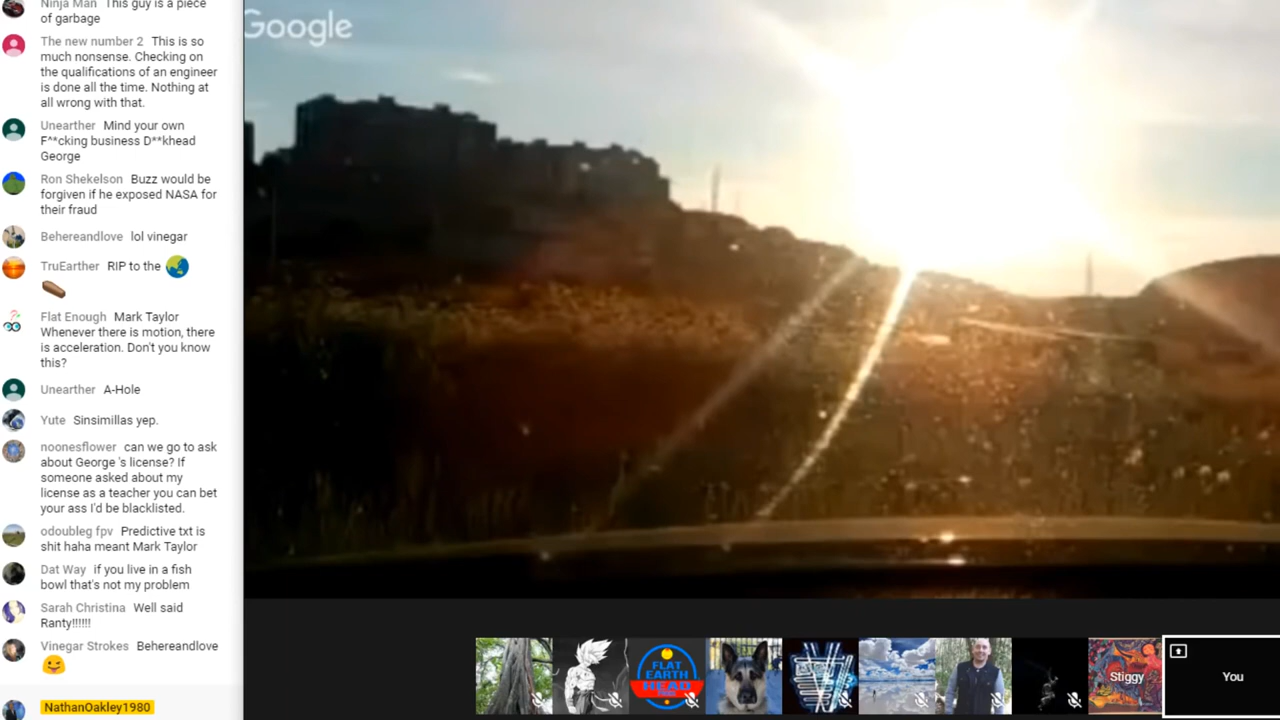 Ninja Man This guy is a piece
of garbage
The new number 2 This is so
much nonsense. Checking on
the qualifications of an engineer
is done all the time. Nothing at
all wrong with that.
Unearther Mind your own
F^**cking business D**khead
George
Ron Shekelson Buzz would be
forgiven if he exposed NASA for
their fraud
Behereandlove lol vinegar
TruEarther RIP to the
Flat Enough Mark Taylor
Whenever there is motion, there
is acceleration. Don't you know
this?
Unearther A-Hole
Yute Sinsimillas yep.
noonesflower can we go to ask
about George 's license? If
someone asked about my
license as a teacher you can bet
your ass I'd be blacklisted.
odoubleg fpv Predictive txt is
shit haha meant Mark Taylor
Dat Way if you live in a fish
bowl that's not my problem
Sarah Christina Well said
Ranty!!!!!!
Vinegar Strokes Behereandlove
NathanOakley1980
Google
FLAT
EARTH
HEAD
Stiggy
You